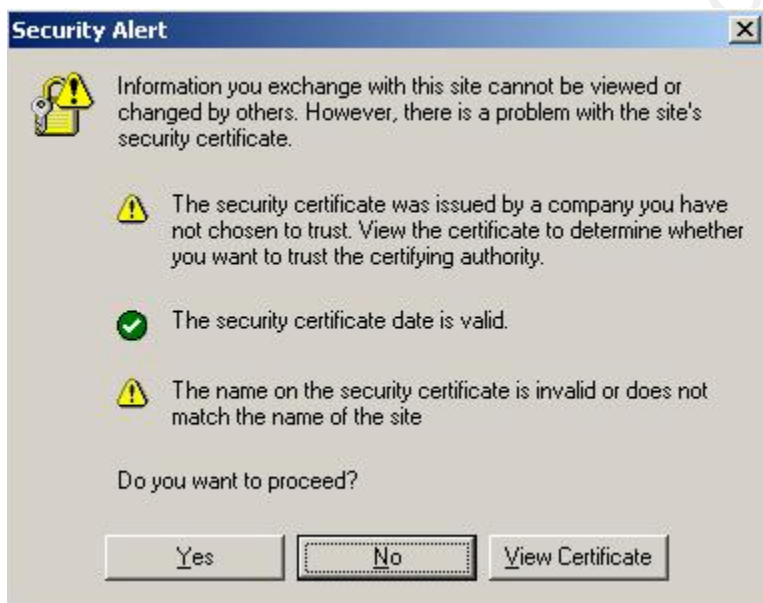 Security Alert
Information you exchange with this site cannot be viewed or
changed by others. However, there is a problem with the site's
security certificate.
The security certificate was issued by a company you have
not chosen to trust. View the certificate to determine whether
you want to trust the certifying authority.
The security certificate date is valid.
The name on the security certificate is invalid or does not
match the name of the site
Do you want to proceed?
Yes No View Certificate